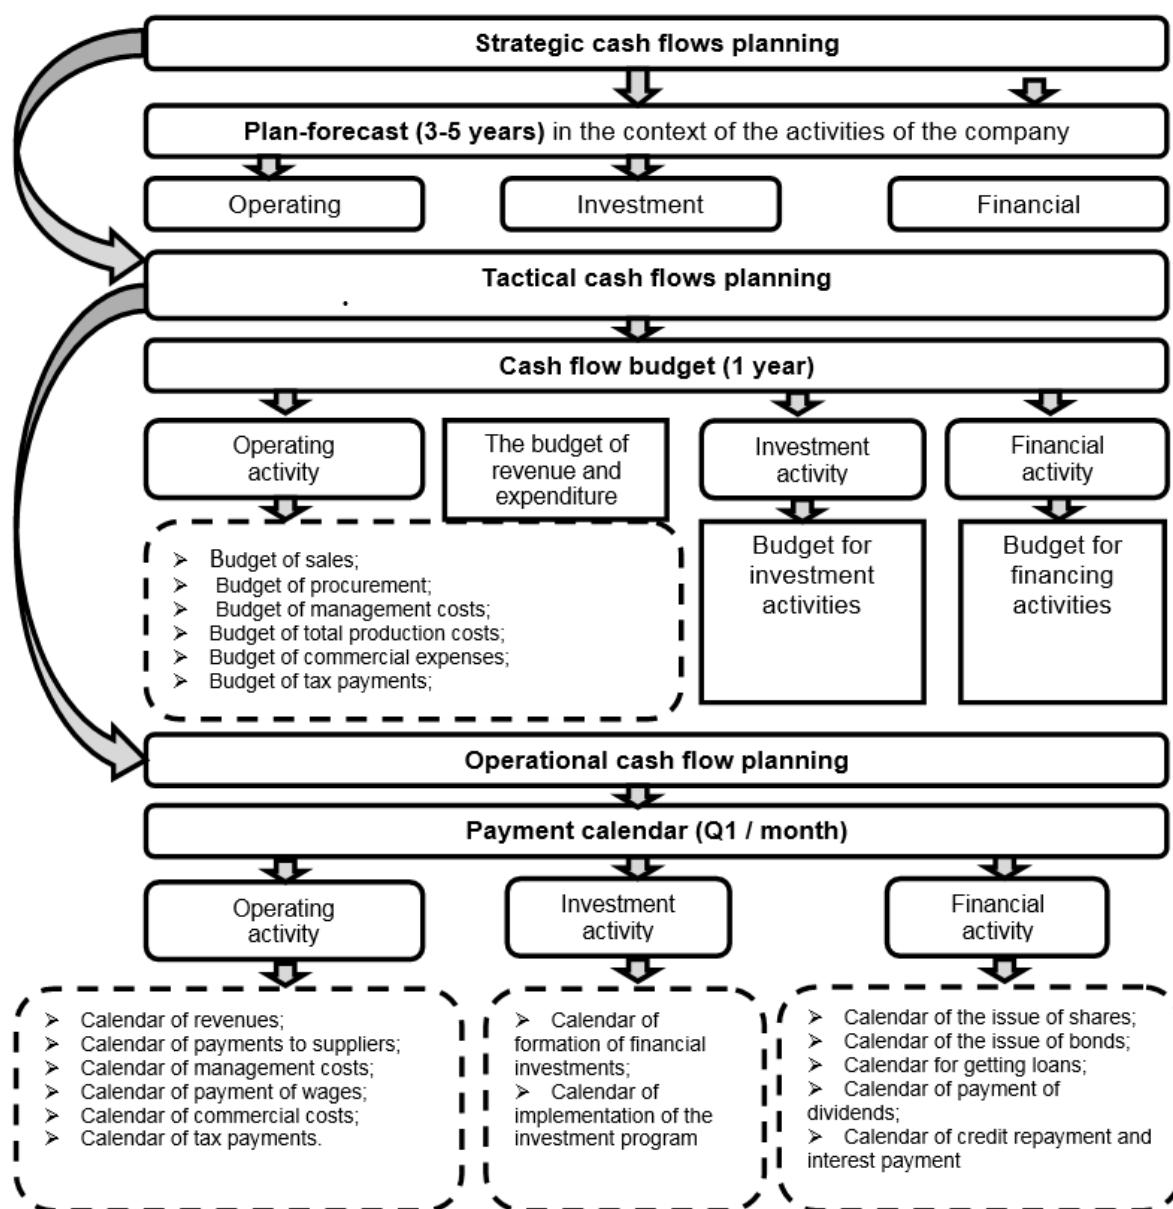 Strategic cash flows planning
Plan-forecast (3-5 years) in the context of the activities of the company
Operating
Investment
Financial
Tactical cash flows planning
.
Cash flow budget (1 year)
Operating
activity
The budget of
revenue and
expenditure
Investment
activity
Financial
activity
➢ Budget of sales;
➢ Budget of procurement;
➢ Budget of management costs;
➢ Budget of total production costs;
➢ Budget of commercial expenses;
➢ Budget of tax payments;
Budget for
investment
activities
Budget for
financing
activities
Operational cash flow planning
Payment calendar (Q1 / month)
Operating
activity
Investment
activity
Financial
activity
➢ Calendar of revenues;
➢ Calendar of payments to suppliers;
➢ Calendar of management costs;
➢ Calendar of payment of wages;
➢ Calendar of commercial costs;
➢ Calendar of tax payments.
➢ Calendar of
formation of financial
investments;
➢ Calendar of
implementation of the
investment program
➢ Calendar of the issue of shares;
➢ Calendar of the issue of bonds;
➢ Calendar for getting loans;
➢ Calendar of payment of
dividends;
➢ Calendar of credit repayment and
interest payment